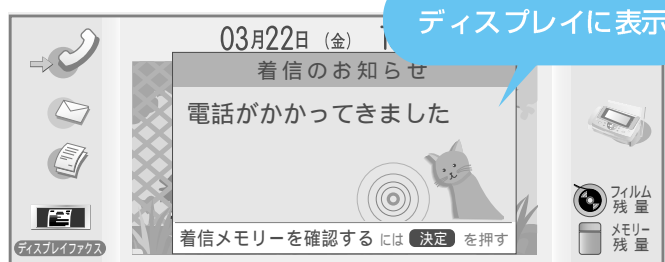 ディスプレイに表示
03月22日（金）
着信のお知らせ
電話がかかってきました
着信メモリーを確認する には 決定 を押す
ディスプレイファクス
フィルム
残 量
メモリー
残 量